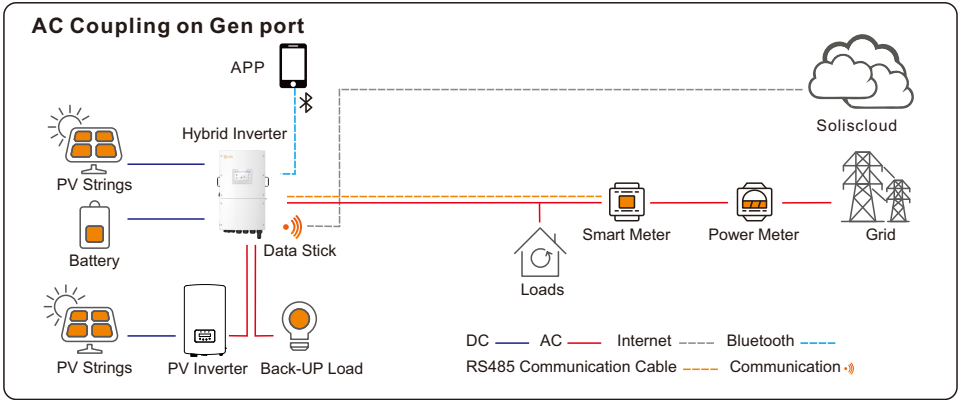 AC Coupling on Gen port
APP
Soliscloud
Hybrid Inverter
PV Strings
Battery
Data Stick
Smart Meter
Power Meter
Grid
Loads
PV Strings
PV Inverter
Back-UP Load
DC AC Internet Bluetooth
RS485 Communication Cable Communication